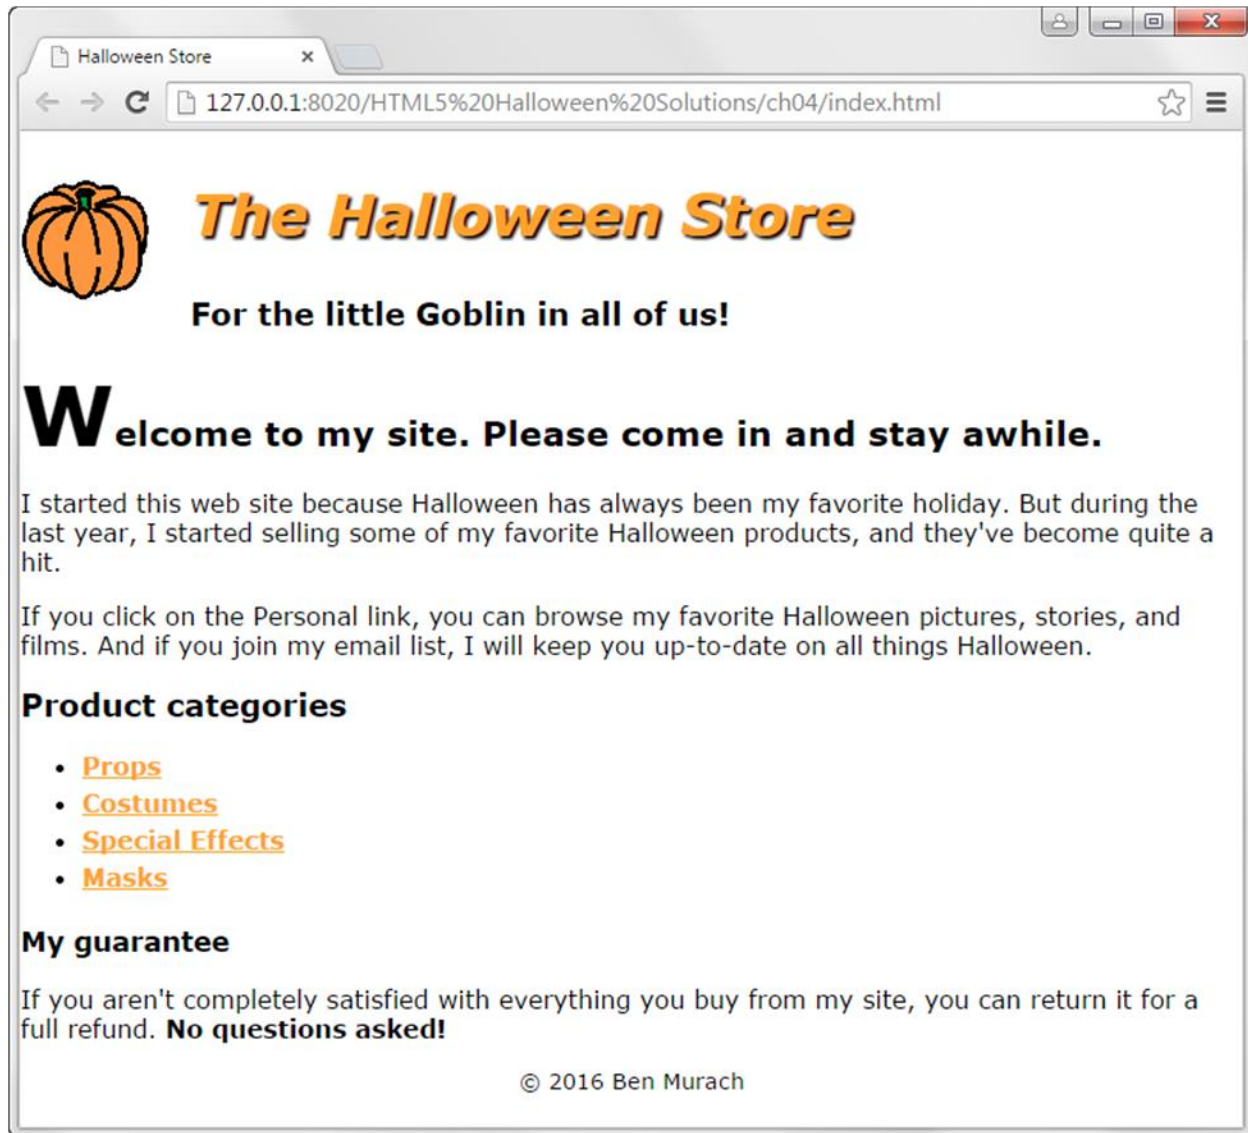 Halloween Store
127.0.0.1:8020/HTML5%20Halloween%20Solutions/ch04/index.html
The Halloween Store
For the little Goblin in all of us!
Welcome to my site. Please come in and stay awhile.
I started this web site because Halloween has always been my favorite holiday. But during the
last year, I started selling some of my favorite Halloween products, and they've become quite a
hit.
If you click on the Personal link, you can browse my favorite Halloween pictures, stories, and
films. And if you join my email list, I will keep you up-to-date on all things Halloween.
Product categories
• Props
• Costumes
• Special Effects
• Masks
My guarantee
If you aren't completely satisfied with everything you buy from my site, you can return it for a
full refund. No questions asked!
© 2016 Ben Murach